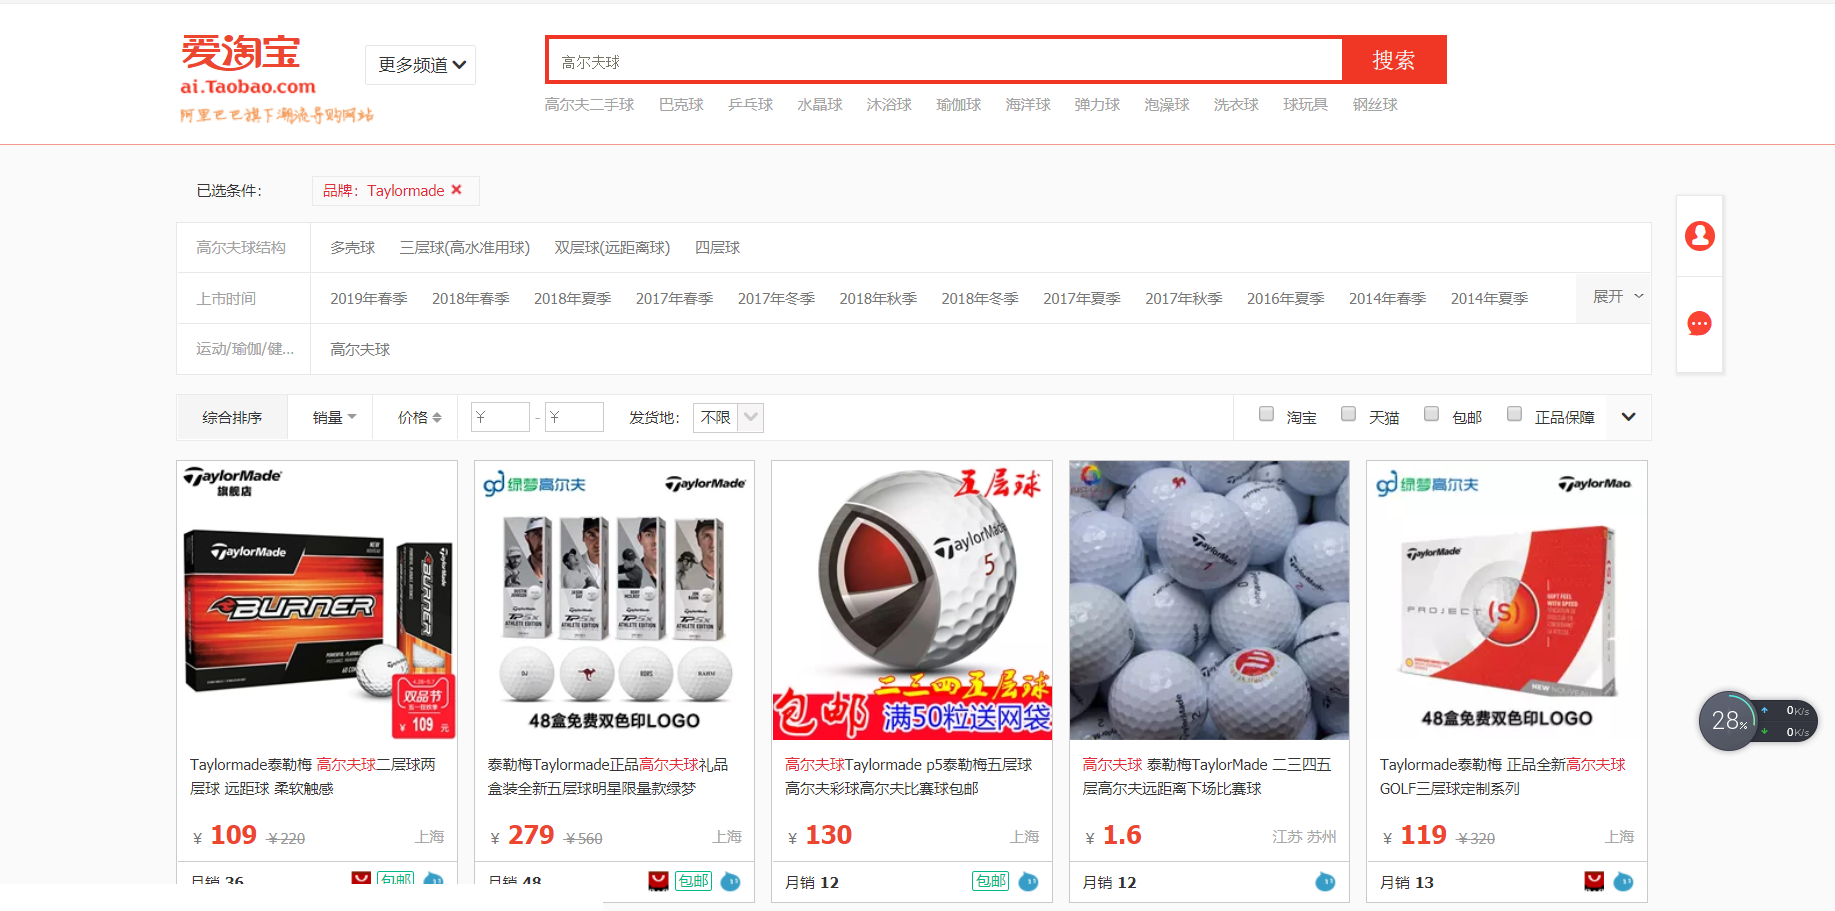 爱淘宝
ai.Taobao.com
阿里巴巴旗下潮流导购网站
更多频道
高尔夫球
搜索
高尔夫二手球 巴克球 乒乓球 水晶球 沐浴球 瑜伽球 海洋球 弹力球 泡澡球 洗衣球 球玩具 钢丝球
已选条件：
品牌：Taylormade
高尔夫球结构 多壳球 三层球(高水准用球) 双层球(远距离球) 四层球
上市时间 2019年春季 2018年春季 2018年夏季 2017年春季 2017年冬季 2018年秋季 2018年冬季 2017年夏季 2017年秋季 2016年夏季 2014年春季 2014年夏季 展开
运动/瑜伽/健... 高尔夫球
综合排序 销量 价格 ¥ - ¥ 发货地： 不限 淘宝 天猫 包邮 正品保障
TaylorMade
旗舰店
TaylorMade
BURNER
BURNER
双品节
¥ 109 元
绿梦高尔夫 TaylorMade
TP5x TP5x TP5x TP5x
ATHLETE EDITION ATHLETE EDITION ATHLETE EDITION ATHLETE EDITION
DJ RORS RAHM
48盒免费双色印LOGO
五层球
TaylorMade
5
二三四五层球
包邮 满50粒送网袋
TaylorMade
绿梦高尔夫 TaylorMad
TaylorMade
PROJECT (S)
SOFT FEEL
WITH SPEED
NEW NOUVEAU
48盒免费双色印LOGO
28% 0K/s
0K/s
Taylormade泰勒梅 高尔夫球二层球两
层球 远距球 柔软触感
¥ 109 ¥220 上海
月销 36 包邮
泰勒梅Taylormade正品高尔夫球礼品
盒装全新五层球明星限量款绿梦
¥ 279 ¥560 上海
月销 48 包邮
高尔夫球Taylormade p5泰勒梅五层球
高尔夫彩球高尔夫比赛球包邮
¥ 130 上海
月销 12 包邮
高尔夫球 泰勒梅TaylorMade 二三四五
层高尔夫远距离下场比赛球
¥ 1.6 江苏 苏州
月销 12
Taylormade泰勒梅 正品全新高尔夫球
GOLF三层球定制系列
¥ 119 ¥320 上海
月销 13